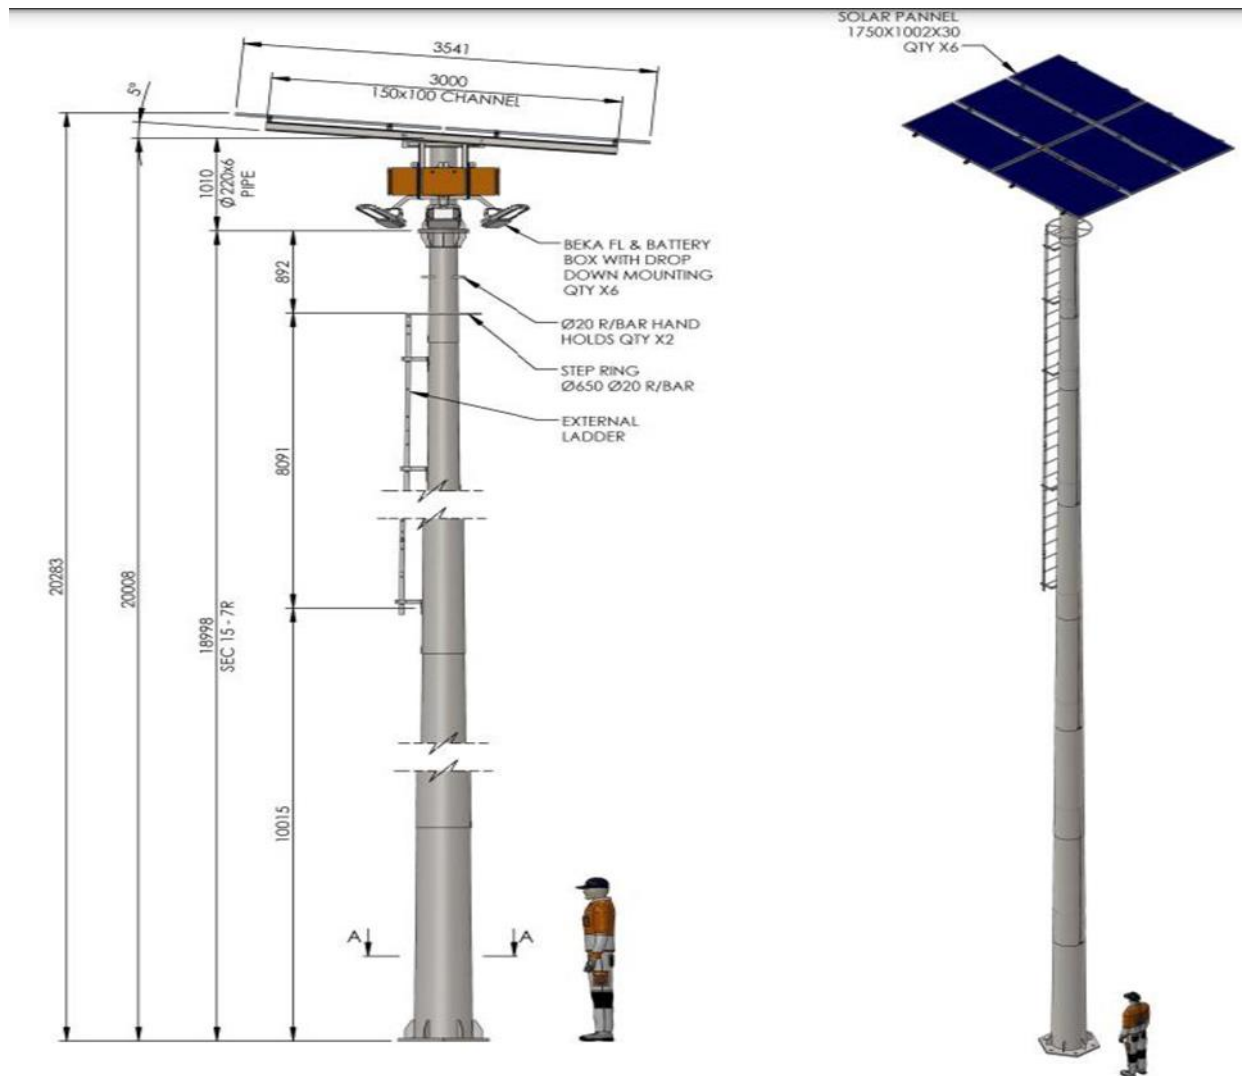 SOLAR PANNEL
1750X1002X30
QTY X6
3541
3000
150x100 CHANNEL
5°
1010
Ø 220x6
PIPE
892
BEKA FL & BATTERY
BOX WITH DROP
DOWN MOUNTING
QTY X6
Ø20 R/BAR HAND
HOLDS QTY X2
STEP RING
Ø650 Ø20 R/BAR
EXTERNAL
LADDER
8091
20283
20008
18998
SEC 15 - 7R
10015
A A